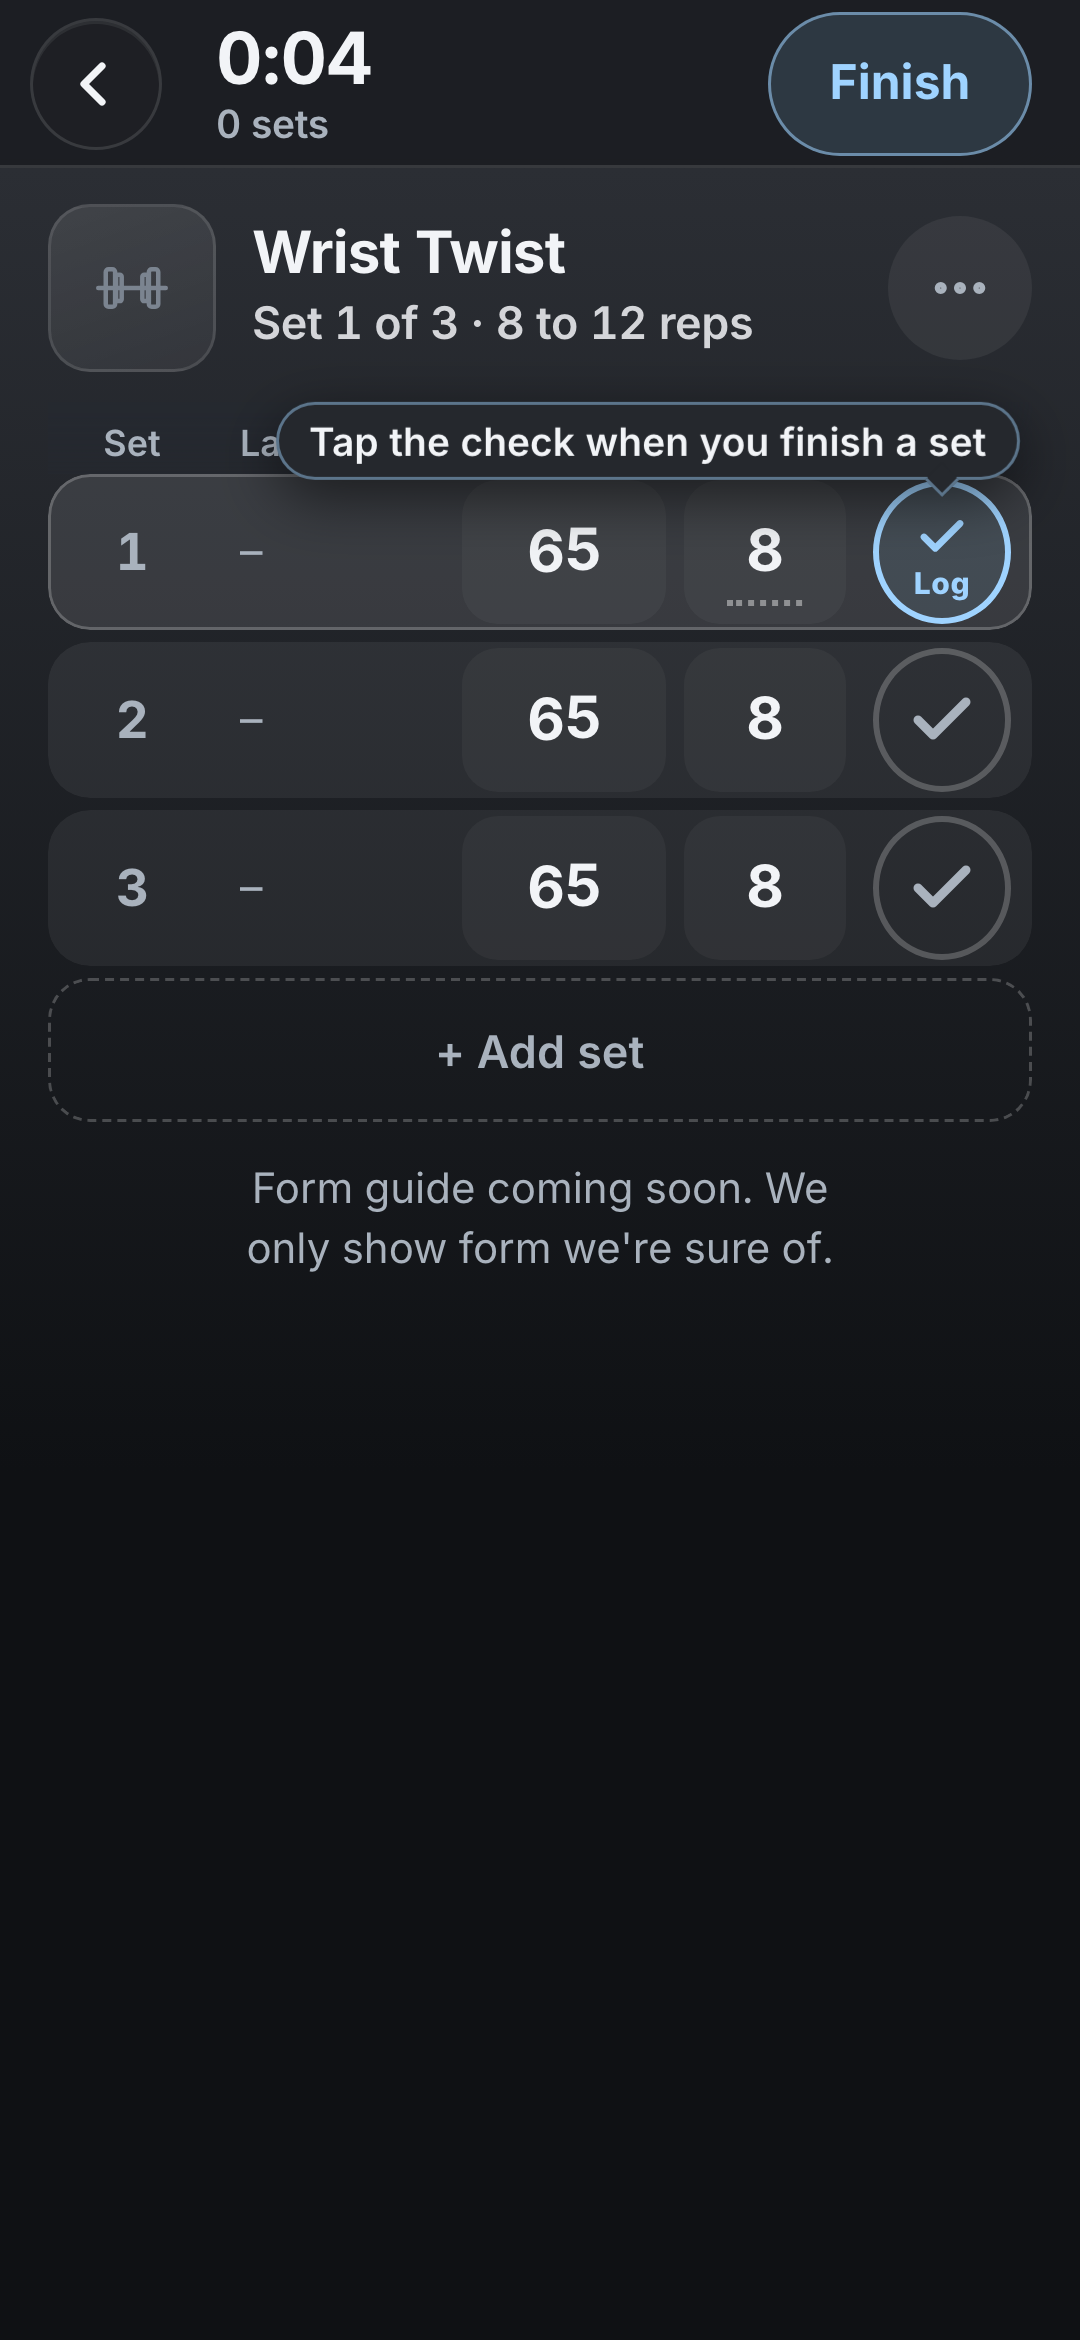 0:04
0 sets
Finish
Wrist Twist
Set 1 of 3 · 8 to 12 reps
Set
Tap the check when you finish a set
1 – 65 8 Log
2 – 65 8
3 – 65 8
+ Add set
Form guide coming soon. We
only show form we're sure of.